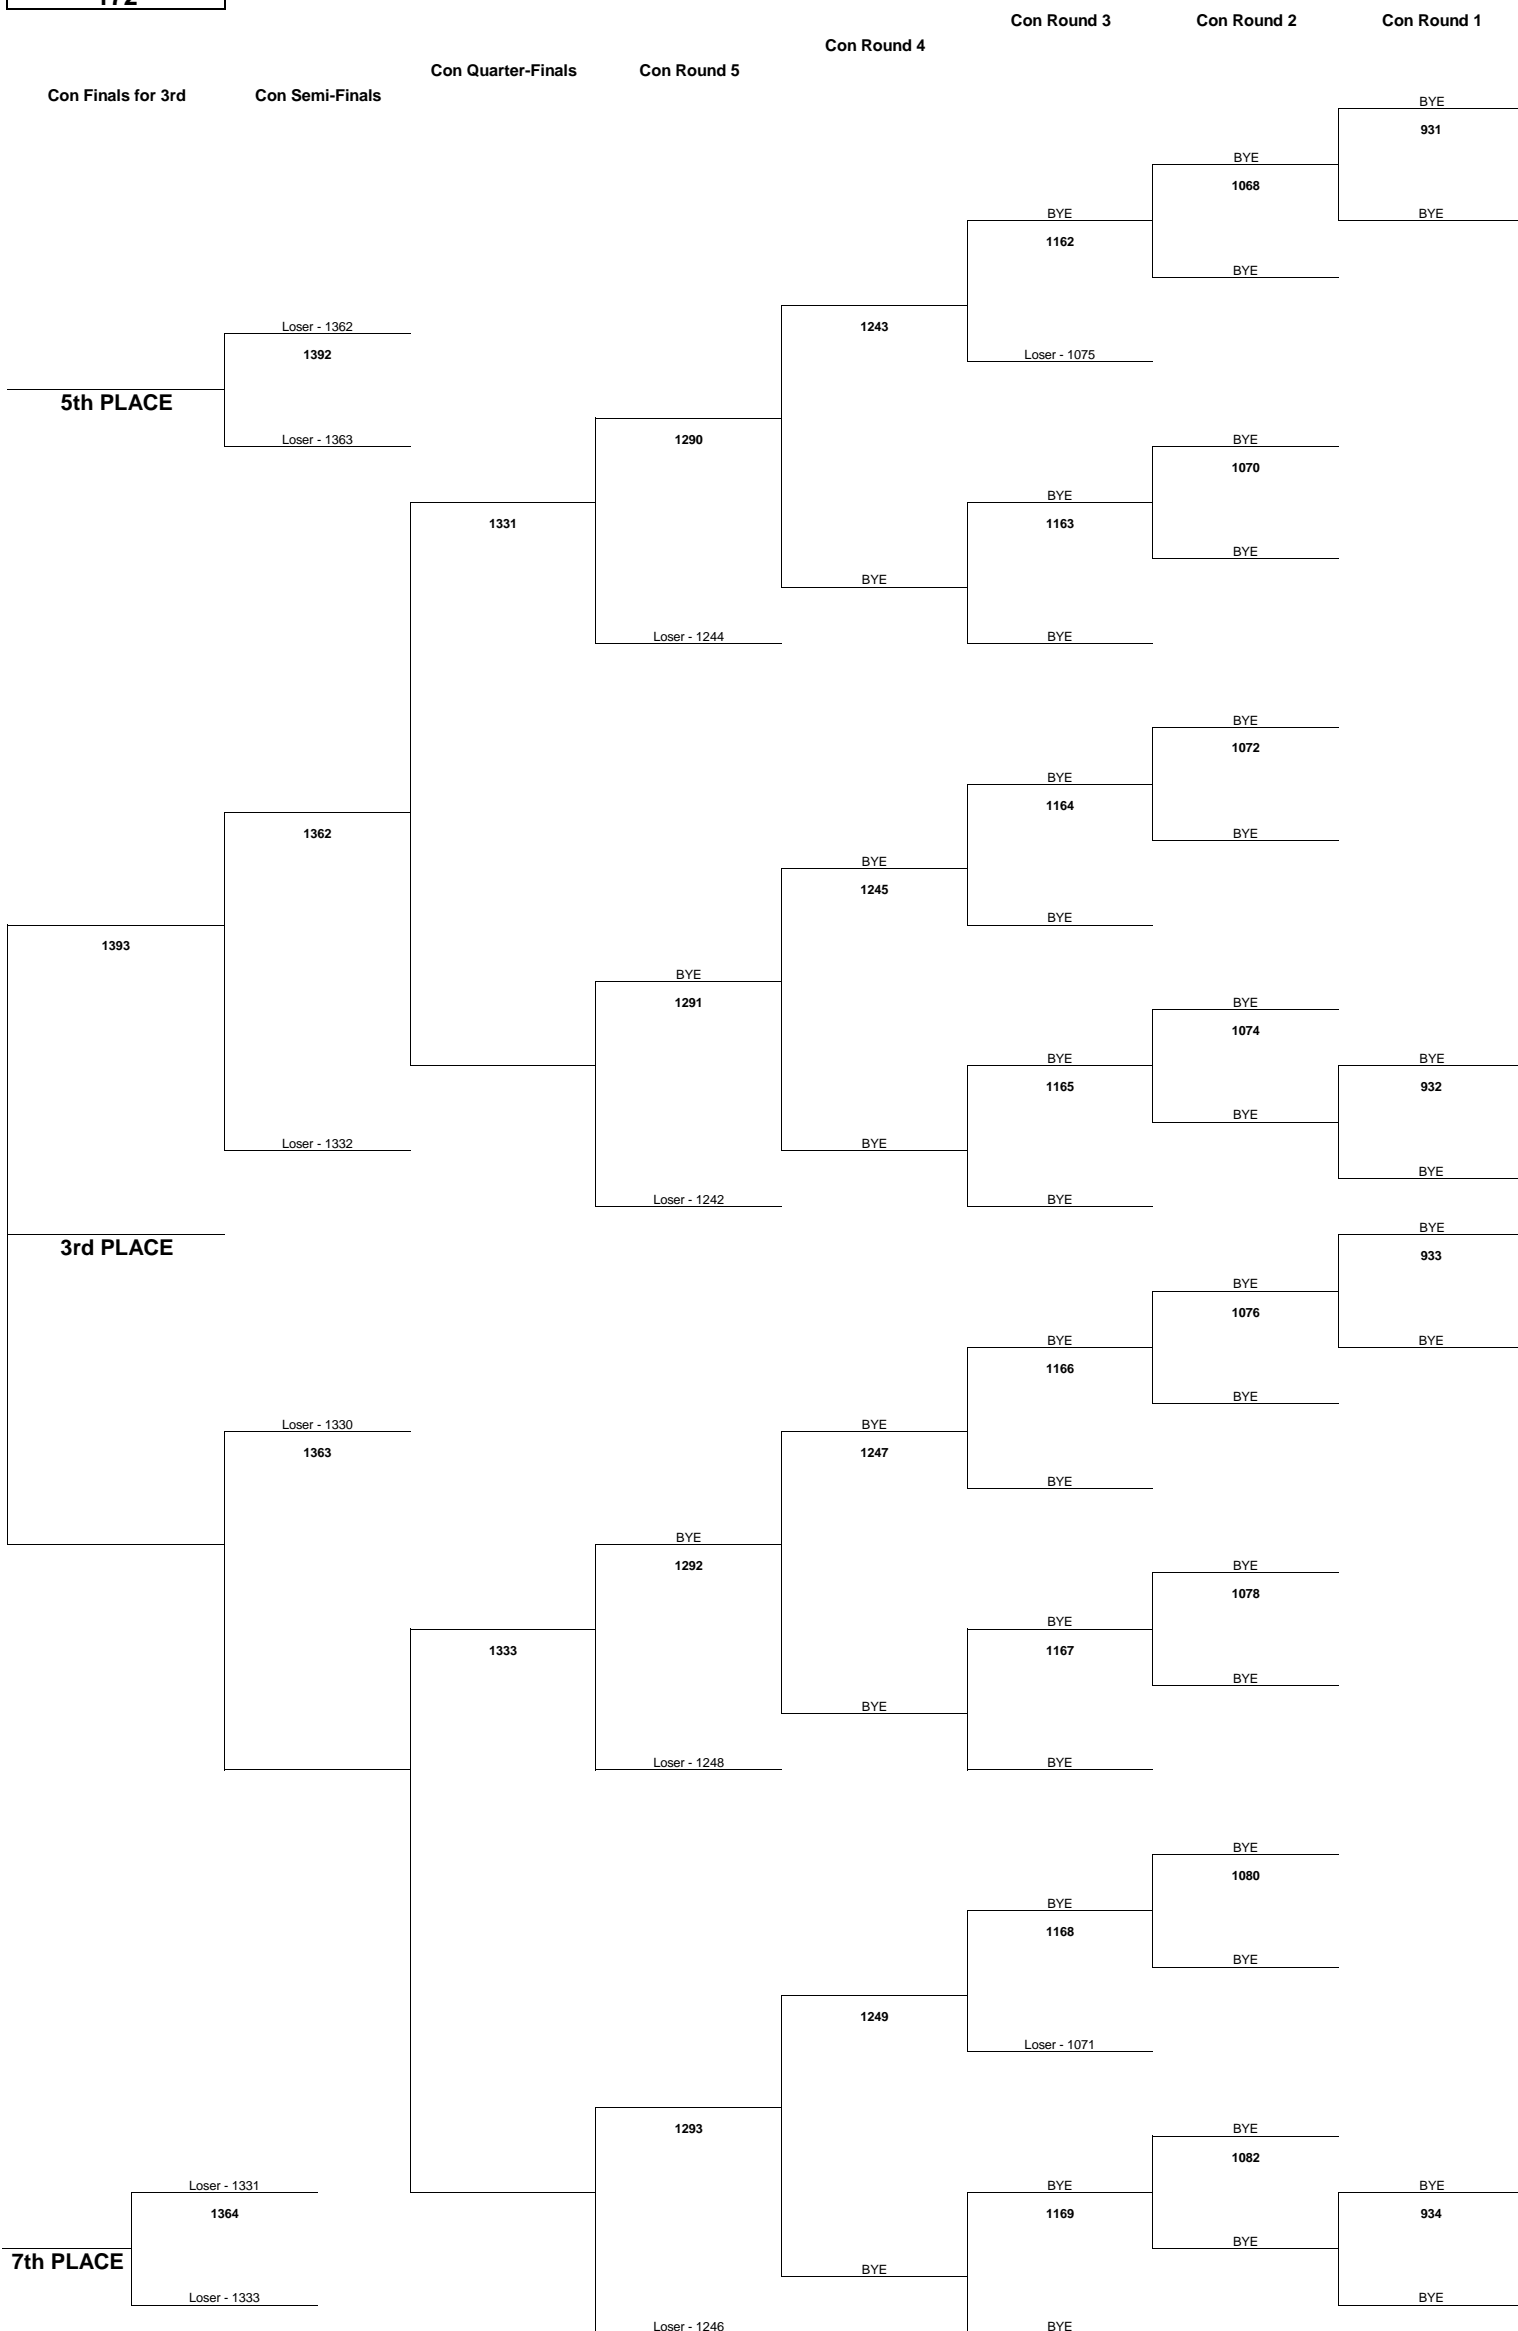 172
Con Round 3 Con Round 2 Con Round 1
Con Round 4
Con Quarter-Finals Con Round 5
Con Finals for 3rd Con Semi-Finals
BYE
931
BYE
1068
BYE BYE
1162
BYE
Loser - 1362 1243
1392 Loser - 1075
5th PLACE
Loser - 1363 1290 BYE
1070
BYE
1331 1163
BYE
BYE
Loser - 1244 BYE
BYE
1072
BYE
1362 1164
BYE
BYE
1245
BYE
1393
BYE
1291 BYE
1074
BYE BYE
1165 932
BYE
Loser - 1332 BYE
BYE
Loser - 1242 BYE
BYE
3rd PLACE 933
BYE
1076
BYE BYE
1166
BYE
Loser - 1330 BYE
1363 1247
BYE
BYE
1292 BYE
1078
BYE
1333 1167
BYE
BYE
Loser - 1248 BYE
BYE
1080
BYE
1168
BYE
1249
Loser - 1071
1293 BYE
1082
Loser - 1331 BYE BYE
1364 1169 934
BYE
7th PLACE BYE
Loser - 1333 BYE
Loser - 1246 BYE